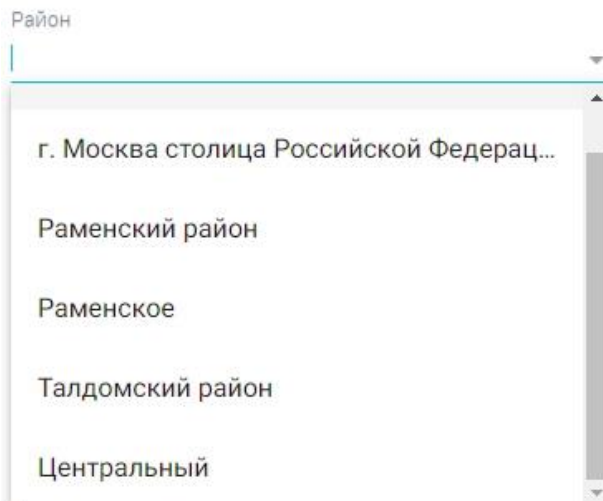 Район
г. Москва столица Российской Федерац...
Раменский район
Раменское
Талдомский район
Центральный